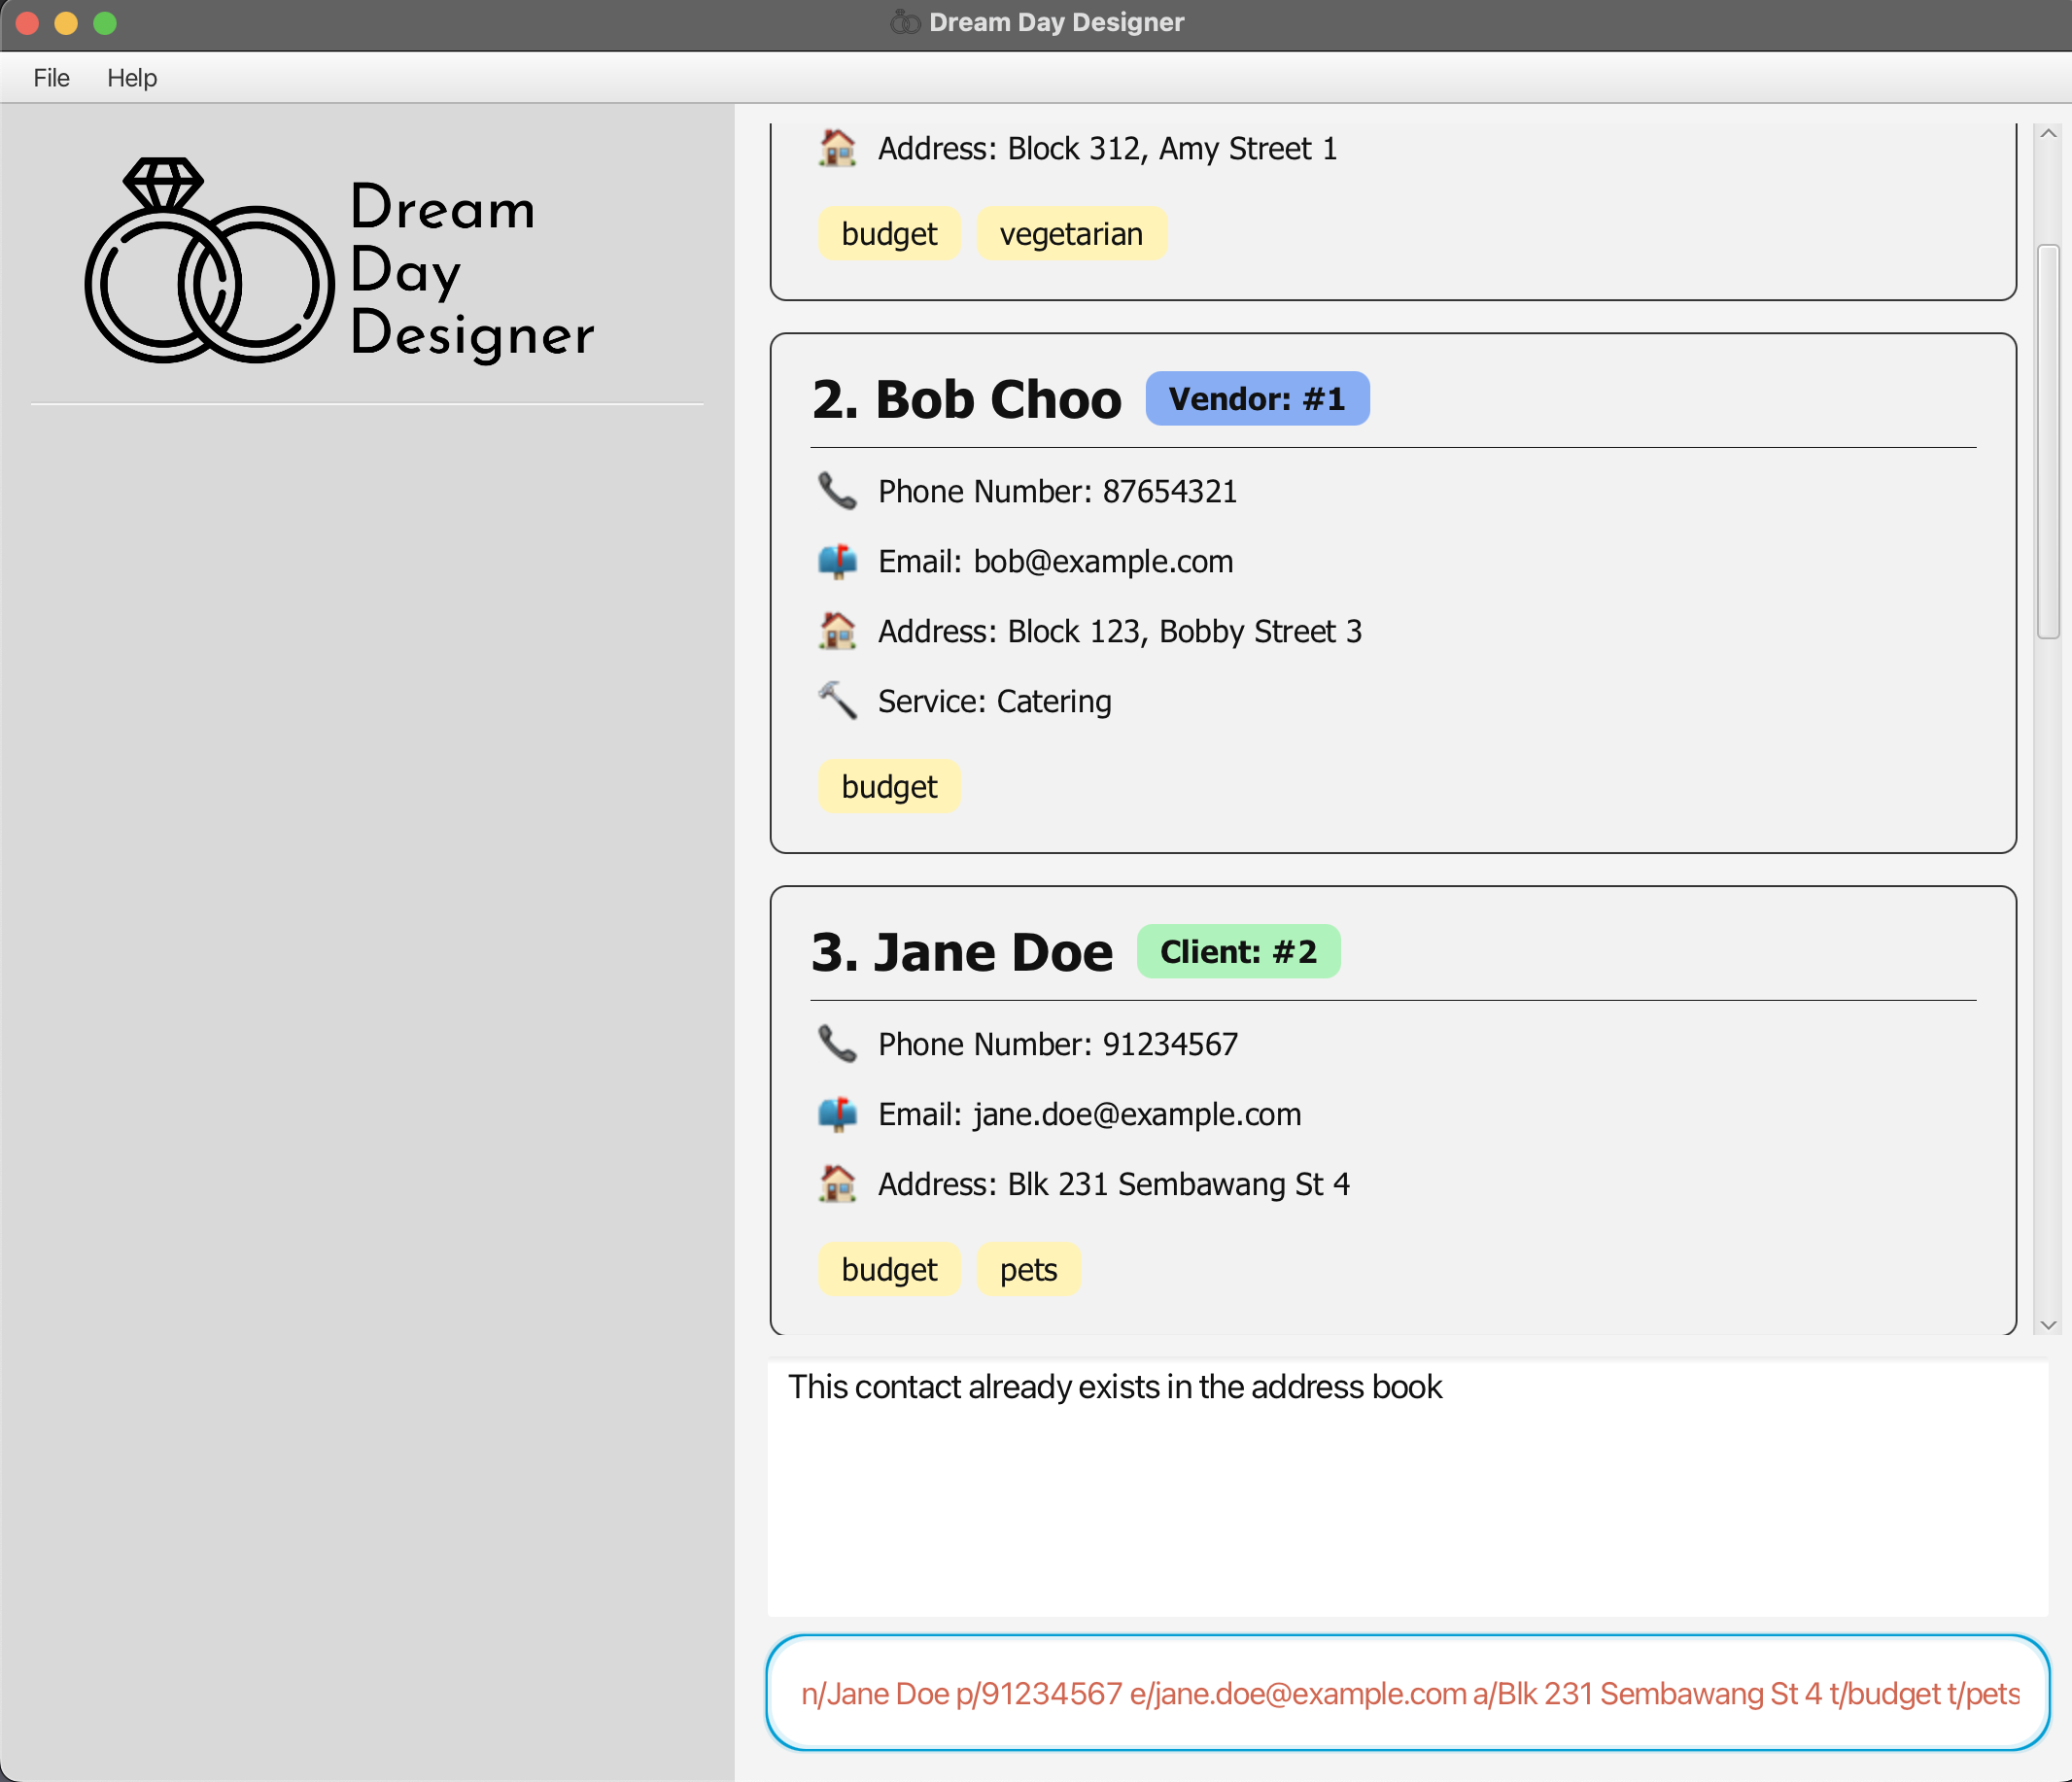 Dream Day Designer
File Help
Dream
Day
Designer
Address: Block 312, Amy Street 1
budget vegetarian
2. Bob Choo Vendor: #1
Phone Number: 87654321
Email: bob@example.com
Address: Block 123, Bobby Street 3
Service: Catering
budget
3. Jane Doe Client: #2
Phone Number: 91234567
Email: jane.doe@example.com
Address: Blk 231 Sembawang St 4
budget pets
This contact already exists in the address book
n/Jane Doe p/91234567 e/jane.doe@example.com a/Blk 231 Sembawang St 4 t/budget t/pets